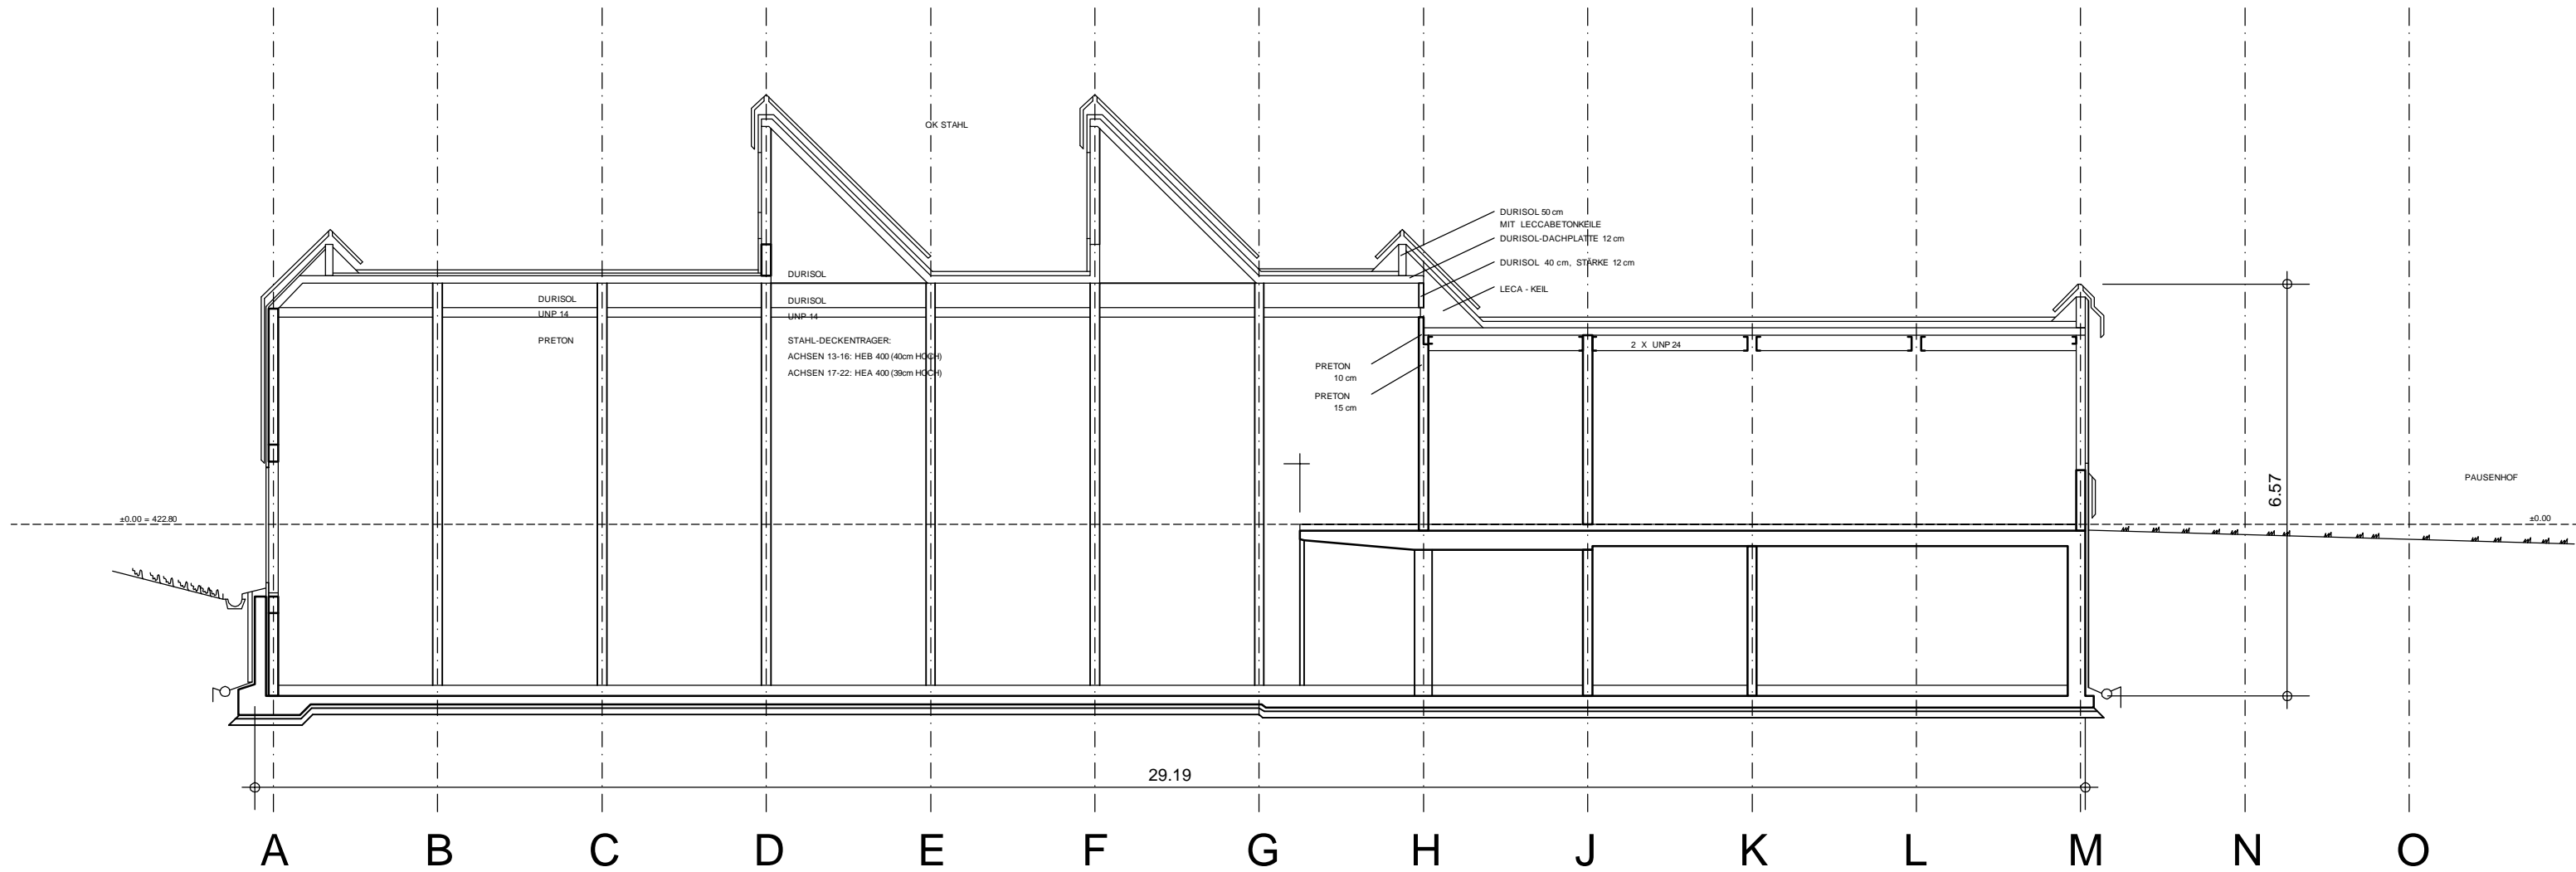 OK STAHL
DURISOL 50 cm
MIT LECCABETONKEILE
DURISOL-DACHPLATTE 12 cm
DURISOL 40 cm, STÄRKE 12 cm
LECA - KEIL
DURISOL
DURISOL
UNP 14
PRETON
DURISOL
UNP 14
STAHL-DECKENTRÄGER:
ACHSEN 13-16: HEB 400 (40cm HOCH)
ACHSEN 17-22: HEA 400 (39cm HOCH)
2 X UNP 24
PRETON
10 cm
PRETON
15 cm
6.57
PAUSENHOF
±0.00 = 422.80
±0.00
29.19
A B C D E F G H J K L M N O